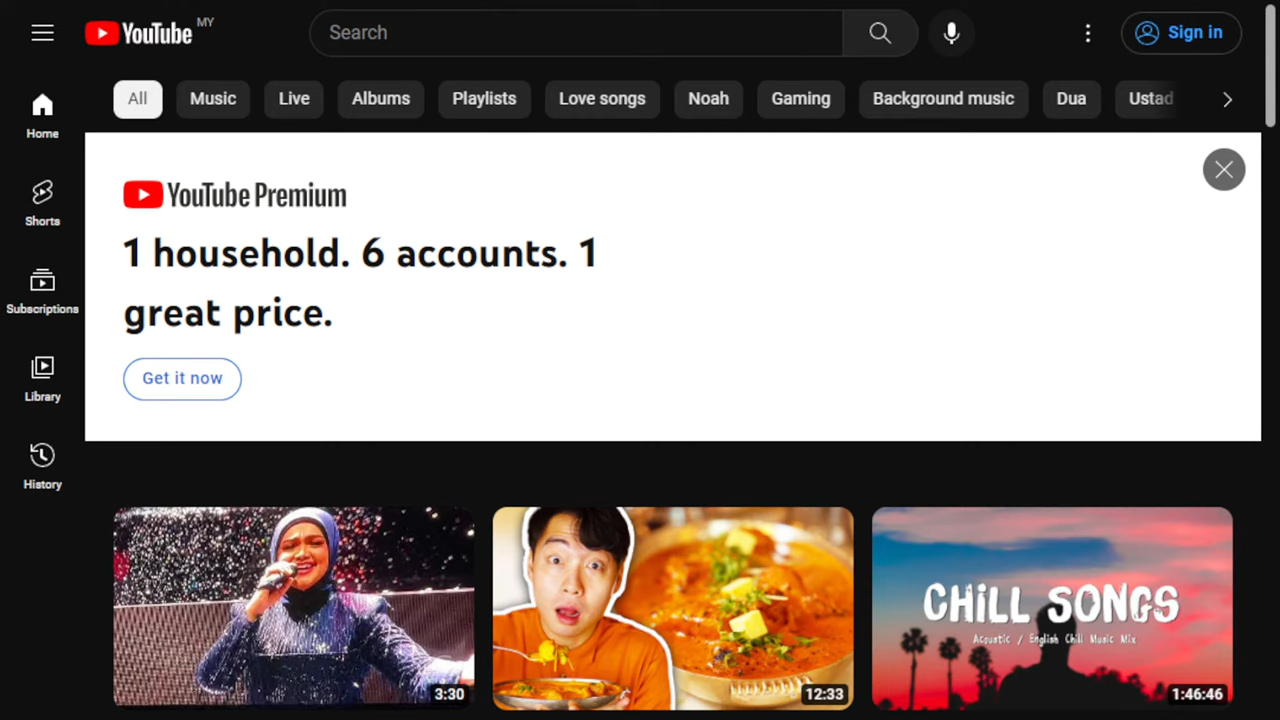 YouTube MY
Search
Sign in
All Music Live Albums Playlists Love songs Noah Gaming Background music Dua Ustad
Home
Shorts
Subscriptions
Library
History
YouTube Premium
1 household. 6 accounts. 1
great price.
Get it now
3:30
12:33
CHILL SONGS
Acoustic / English Chill Music Mix
1:46:46